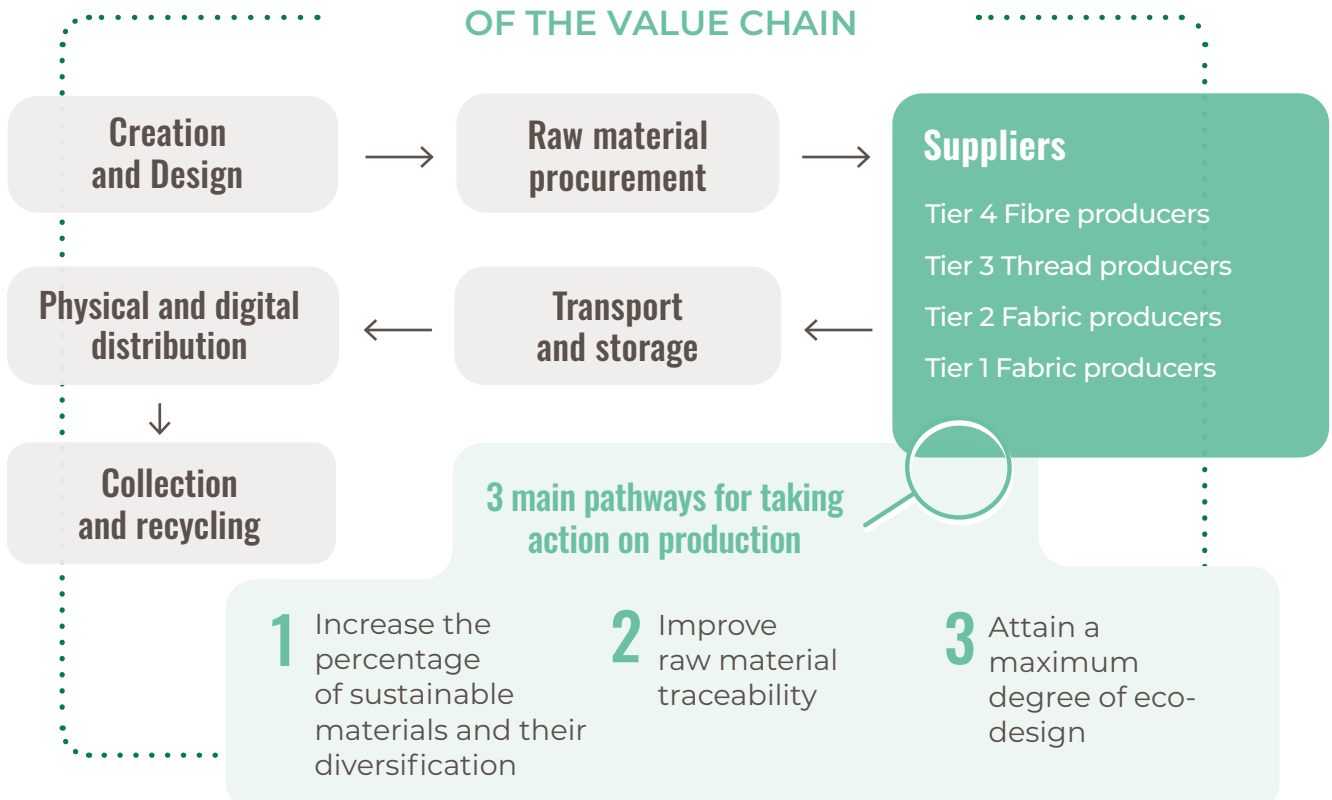 OF THE VALUE CHAIN
Creation
and Design
Raw material
procurement
Suppliers
Tier 4 Fibre producers
Tier 3 Thread producers
Tier 2 Fabric producers
Tier 1 Fabric producers
Transport
and storage
Physical and digital
distribution
Collection
and recycling
3 main pathways for taking
action on production
1
Increase the
percentage
of sustainable
materials and their
diversification
2
Improve
raw material
traceability
3
Attain a
maximum
degree of eco-
design